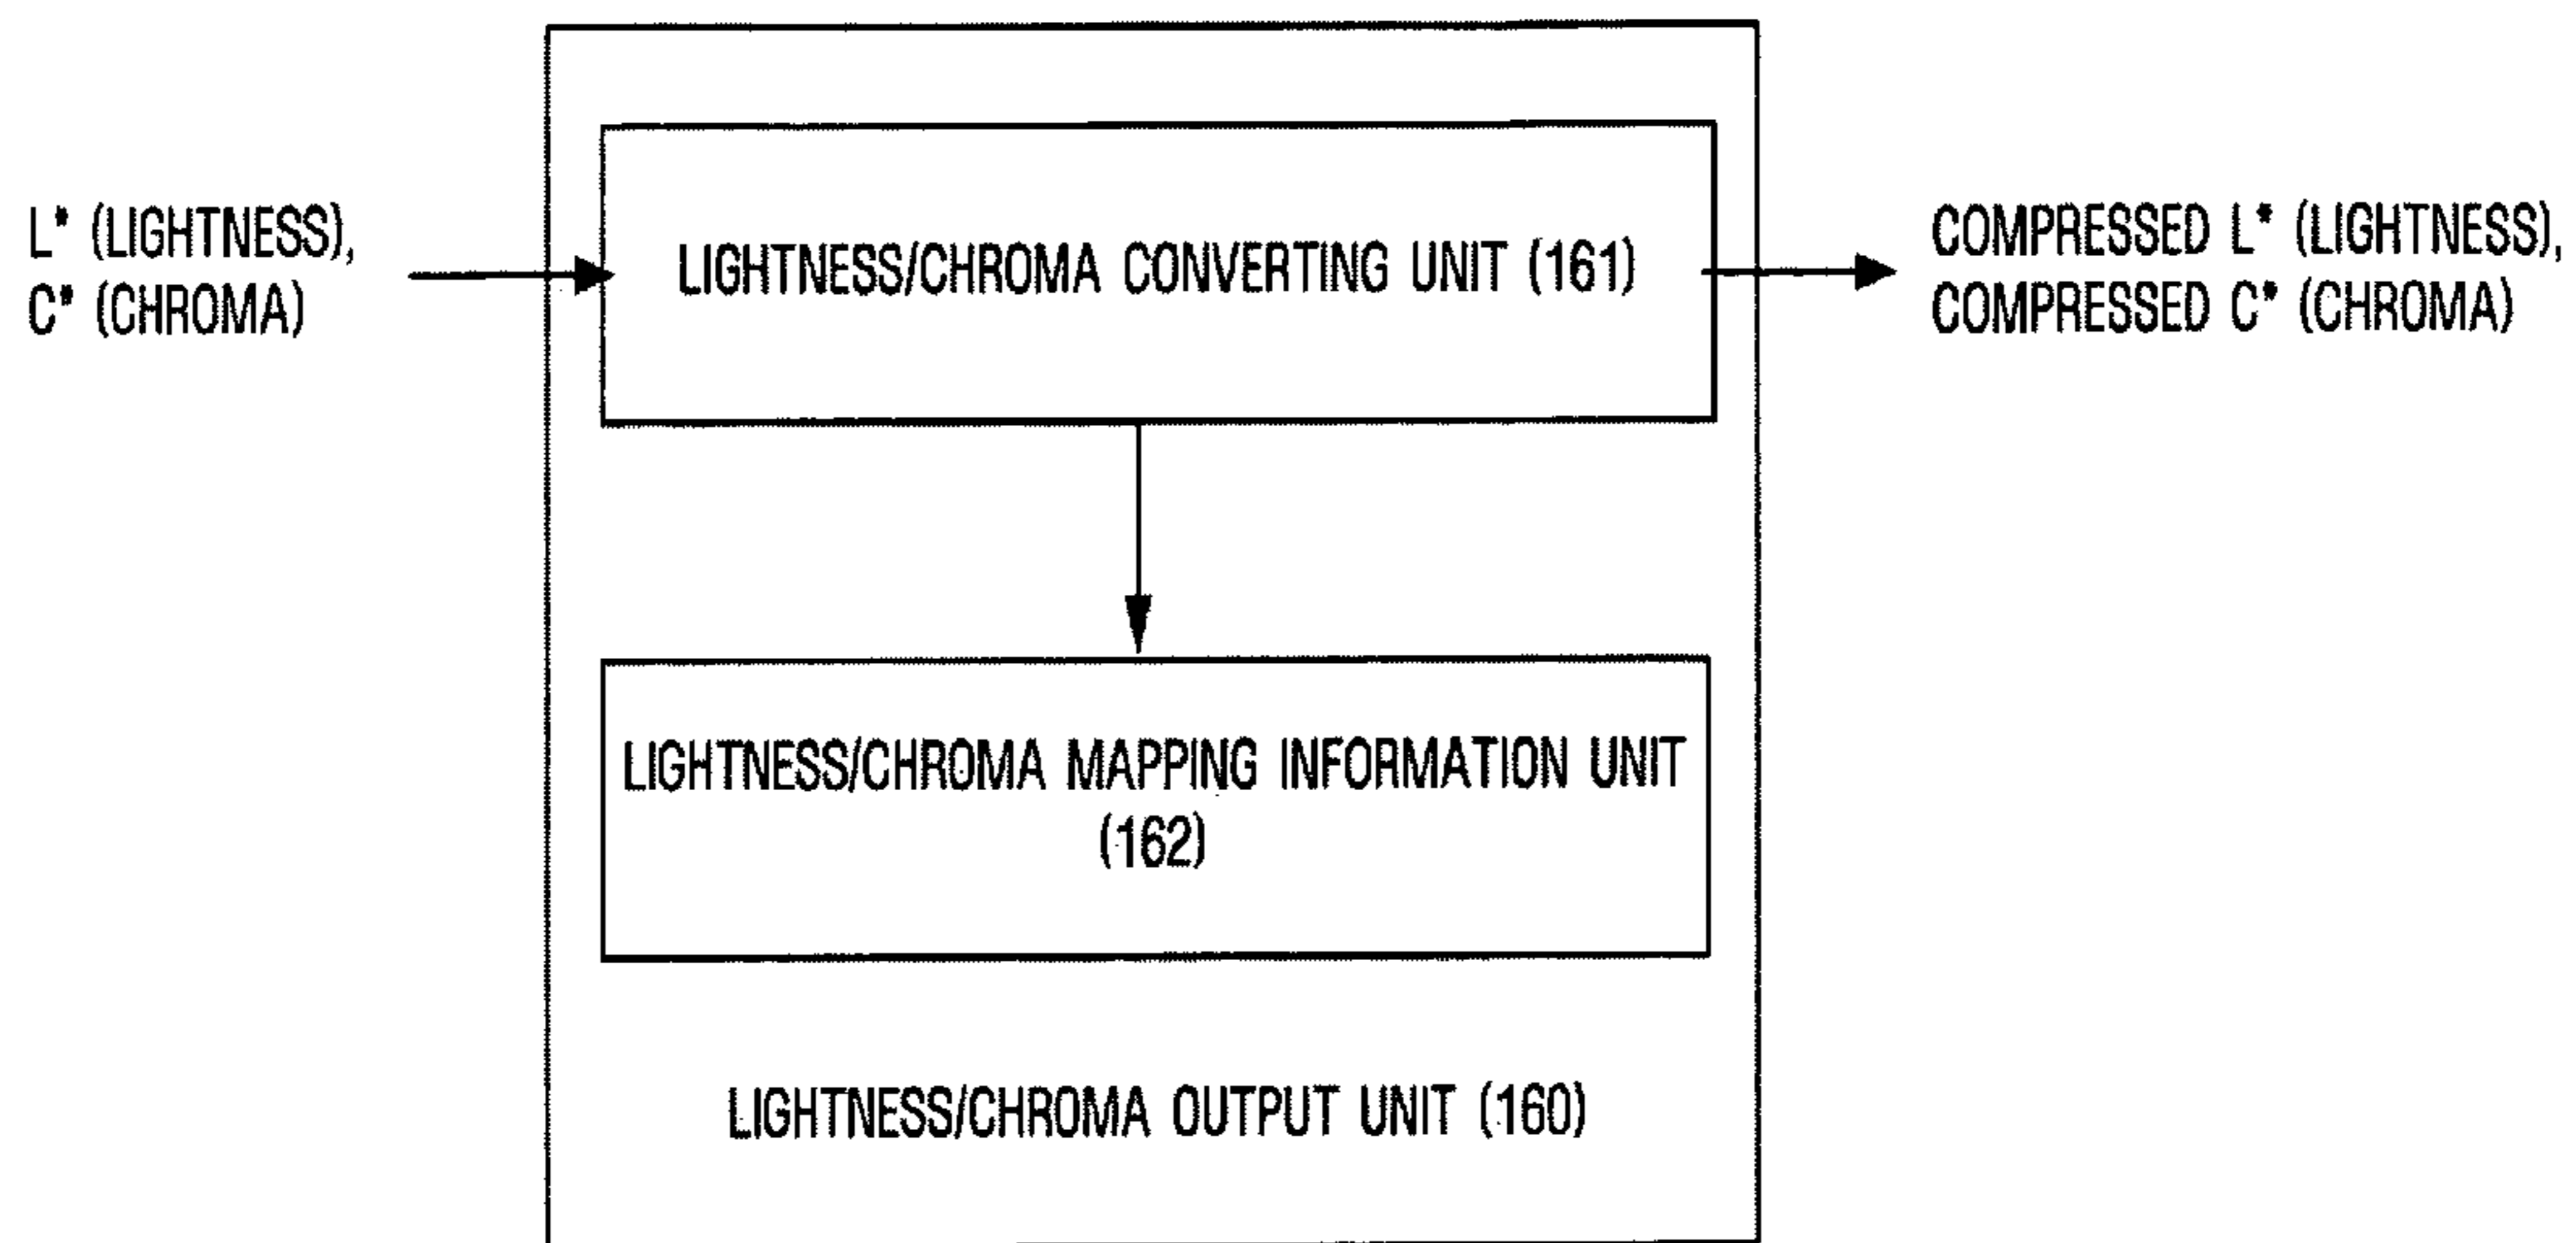 L* (LIGHTNESS),
C* (CHROMA)
LIGHTNESS/CHROMA CONVERTING UNIT (161)
COMPRESSED L* (LIGHTNESS),
COMPRESSED C* (CHROMA)
LIGHTNESS/CHROMA MAPPING INFORMATION UNIT
(162)
LIGHTNESS/CHROMA OUTPUT UNIT (160)